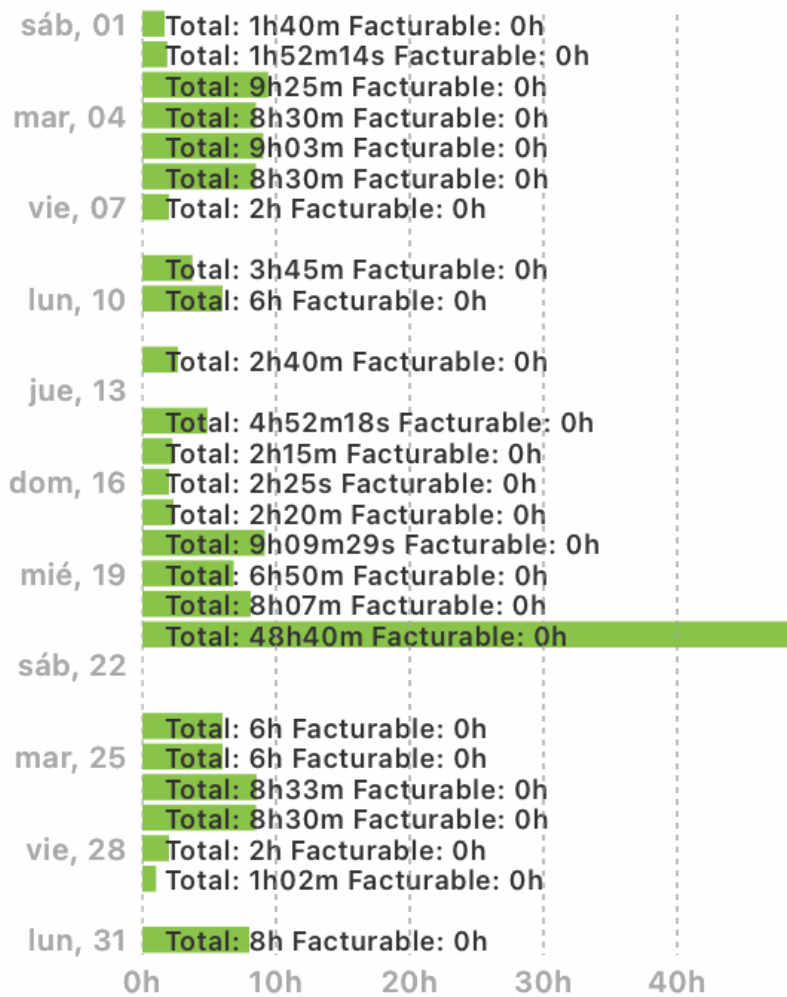 sáb, 01 Total: 1h40m Facturable: 0h
Total: 1h52m14s Facturable: 0h
Total: 9h25m Facturable: 0h
mar, 04 Total: 8h30m Facturable: 0h
Total: 9h03m Facturable: 0h
Total: 8h30m Facturable: 0h
vie, 07 Total: 2h Facturable: 0h
Total: 3h45m Facturable: 0h
lun, 10 Total: 6h Facturable: 0h
Total: 2h40m Facturable: 0h
jue, 13
Total: 4h52m18s Facturable: 0h
Total: 2h15m Facturable: 0h
dom, 16 Total: 2h25s Facturable: 0h
Total: 2h20m Facturable: 0h
Total: 9h09m29s Facturable: 0h
mié, 19 Total: 6h50m Facturable: 0h
Total: 8h07m Facturable: 0h
Total: 48h40m Facturable: 0h
sáb, 22
Total: 6h Facturable: 0h
mar, 25 Total: 6h Facturable: 0h
Total: 8h33m Facturable: 0h
Total: 8h30m Facturable: 0h
vie, 28 Total: 2h Facturable: 0h
Total: 1h02m Facturable: 0h
lun, 31 Total: 8h Facturable: 0h
0h 10h 20h 30h 40h